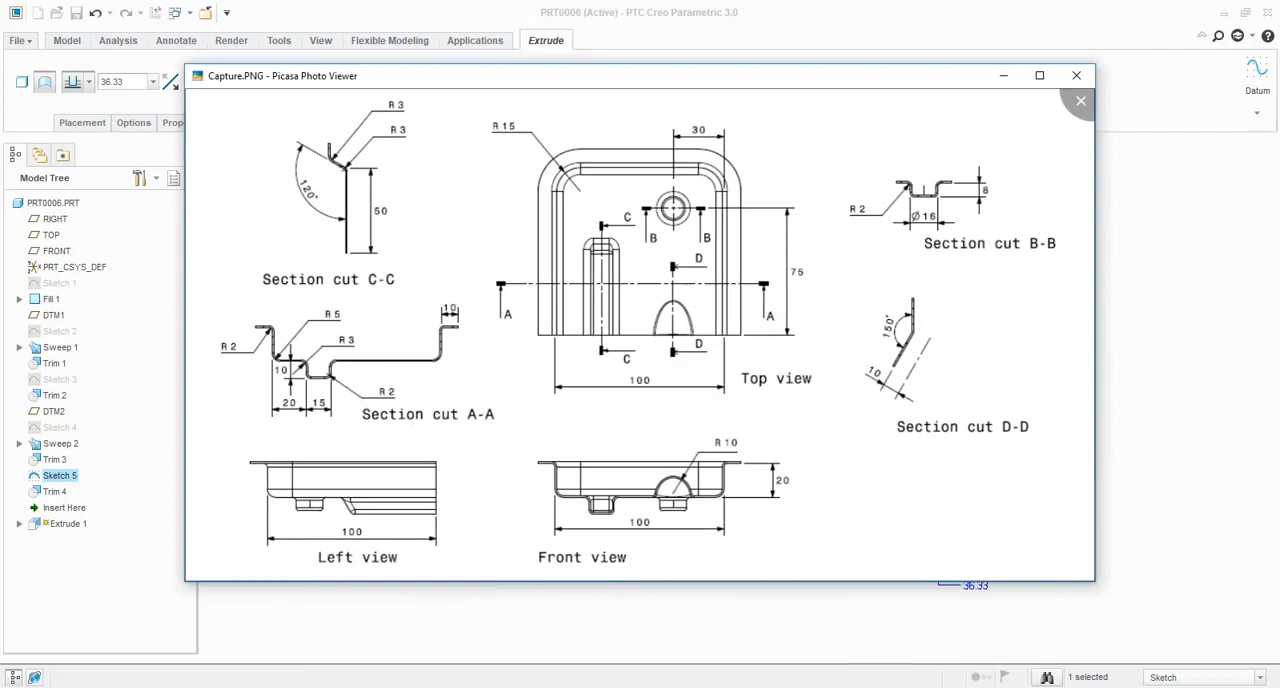 PRT0006 (Active) - PTC Creo Parametric 3.0
File Model Analysis Annotate Render Tools View Flexible Modeling Applications Extrude
36.33
Datum
Placement Options Prop
Capture.PNG - Picasa Photo Viewer
Model Tree
PRT0006.PRT
RIGHT
TOP
FRONT
PRT_CSYS_DEF
Sketch 1
Fill 1
DTM1
Sketch 2
Sweep 1
Trim 1
Sketch 3
Trim 2
DTM2
Sketch 4
Sweep 2
Trim 3
Sketch 5
Trim 4
Insert Here
Extrude 1
R 3
R 3
120°
50
Section cut C-C
R 15
30
C
B
B
D
75
A
A
C
D
100
Top view
R 2
8
Ø16
Section cut B-B
150°
10
Section cut D-D
10
R 5
R 2
R 3
10
R 2
20
15
Section cut A-A
100
Left view
R 10
20
100
Front view
36.33
1 selected
Sketch